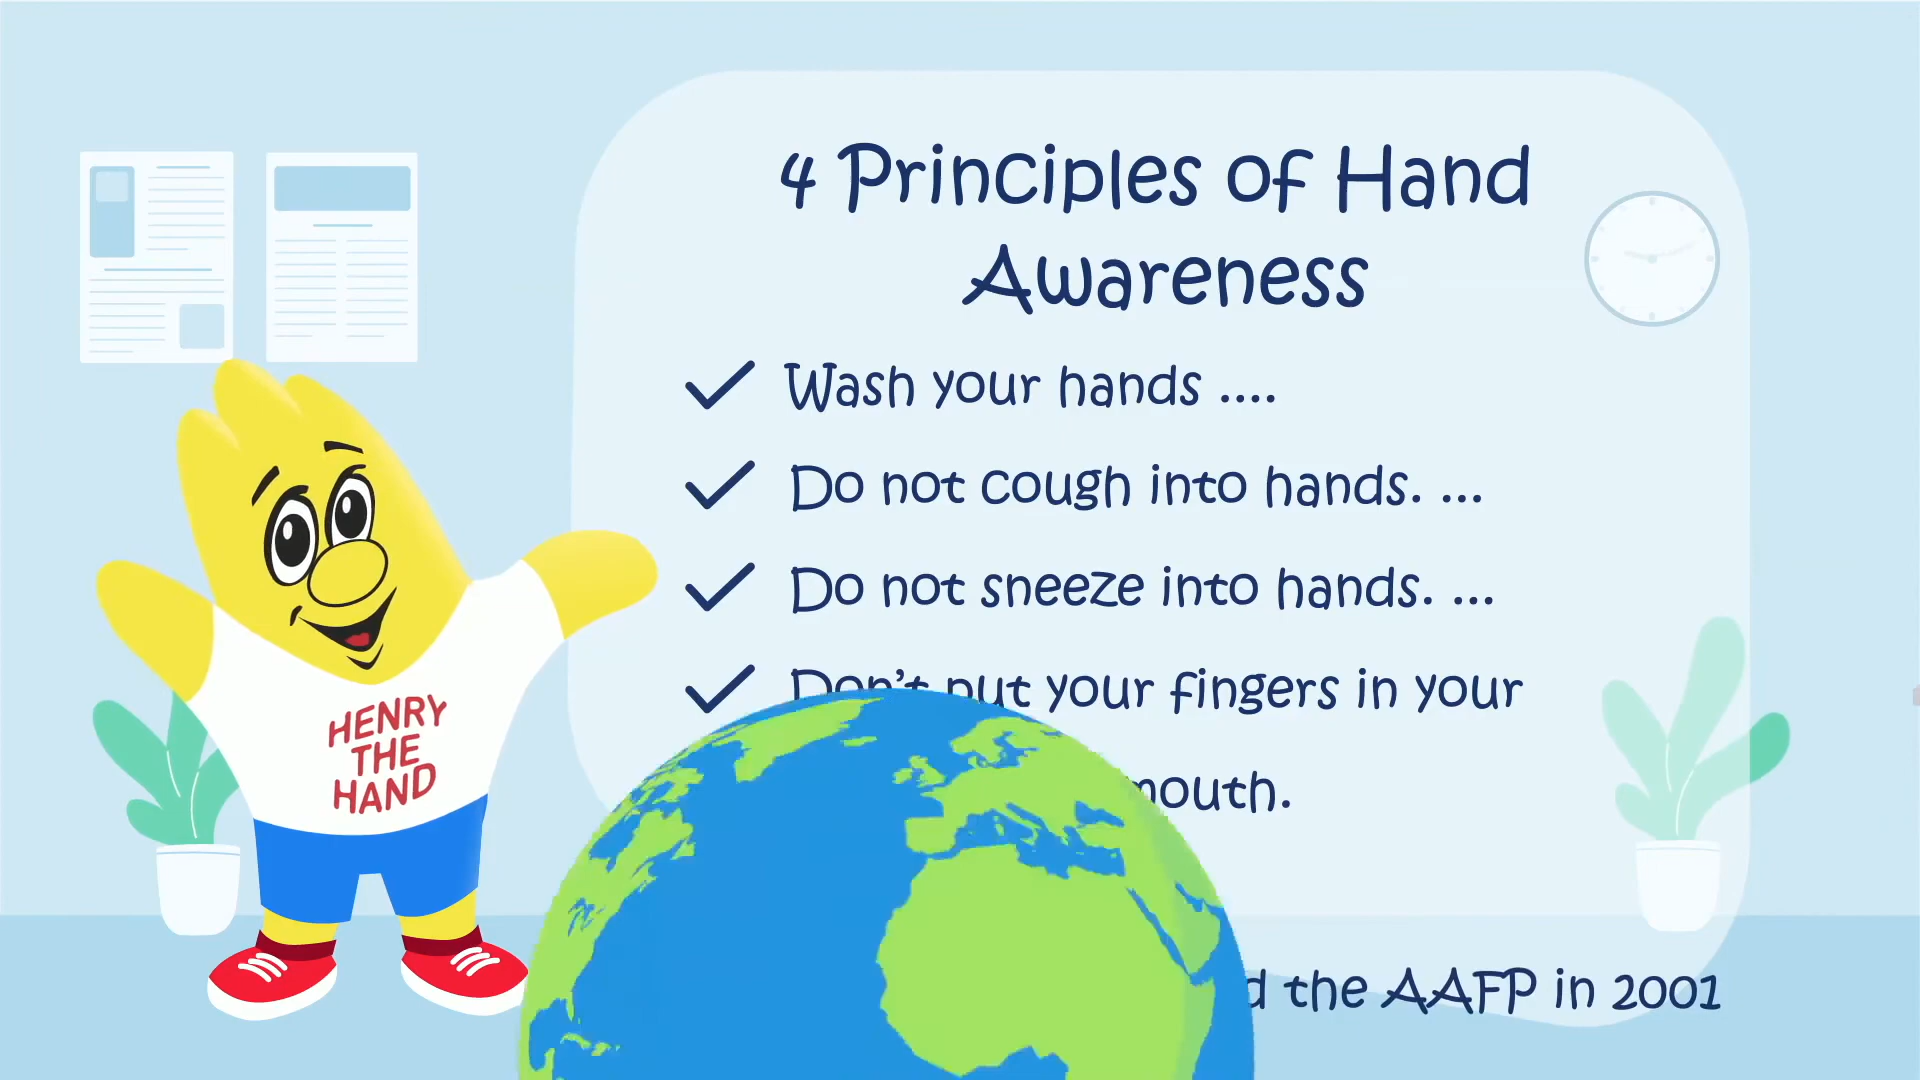 4 Principles of Hand
Awareness
Wash your hands ....
Do not cough into hands. ...
Do not sneeze into hands. ...
Don't put your fingers in your
mouth.
the AAFP in 2001
HENRY
THE
HAND